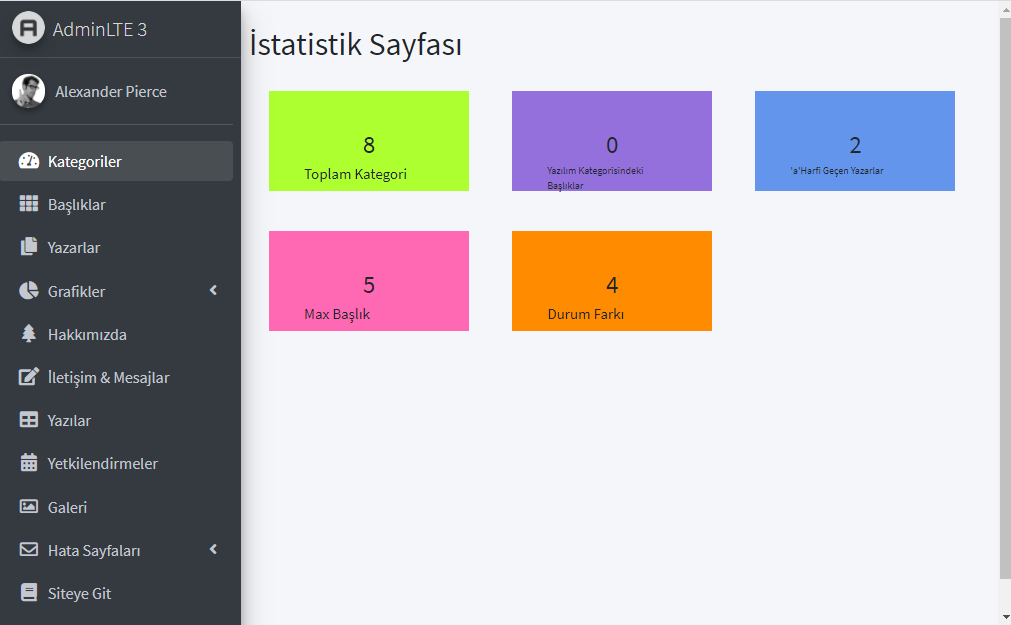 AdminLTE 3
Alexander Pierce
Kategoriler
Başlıklar
Yazarlar
Grafikler
Hakkımızda
İletişim & Mesajlar
Yazılar
Yetkilendirmeler
Galeri
Hata Sayfaları
Siteye Git
İstatistik Sayfası
8
Toplam Kategori
0
Yazılım Kategorisindeki
Başlıklar
2
'a'Harfi Geçen Yazarlar
5
Max Başlık
4
Durum Farkı